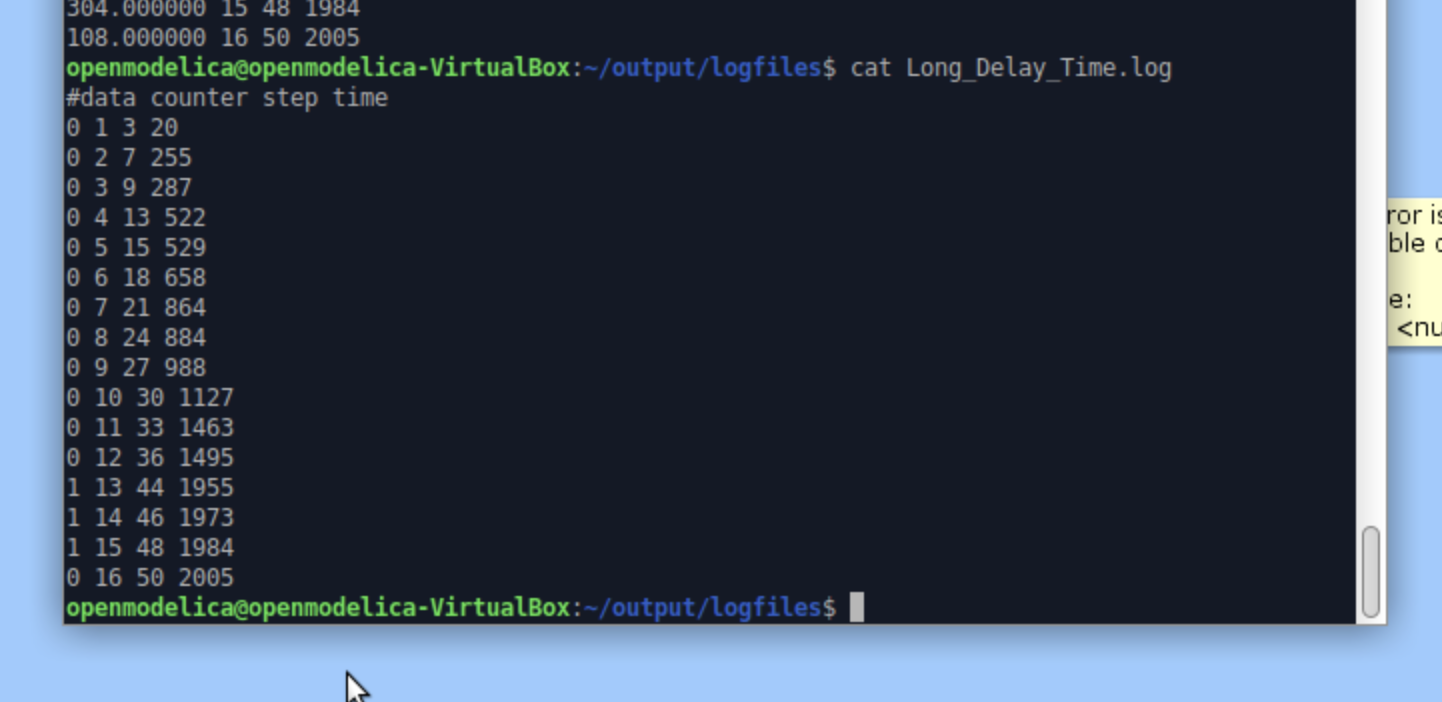 304.000000 15 48 1984
108.000000 16 50 2005
openmodelica@openmodelica-VirtualBox:~/output/logfiles$ cat Long_Delay_Time.log
#data counter step time
0 1 3 20
0 2 7 255
0 3 9 287
0 4 13 522
0 5 15 529
0 6 18 658
0 7 21 864
0 8 24 884
0 9 27 988
0 10 30 1127
0 11 33 1463
0 12 36 1495
1 13 44 1955
1 14 46 1973
1 15 48 1984
0 16 50 2005
openmodelica@openmodelica-VirtualBox:~/output/logfiles$
ror is
ble
e:
<nu